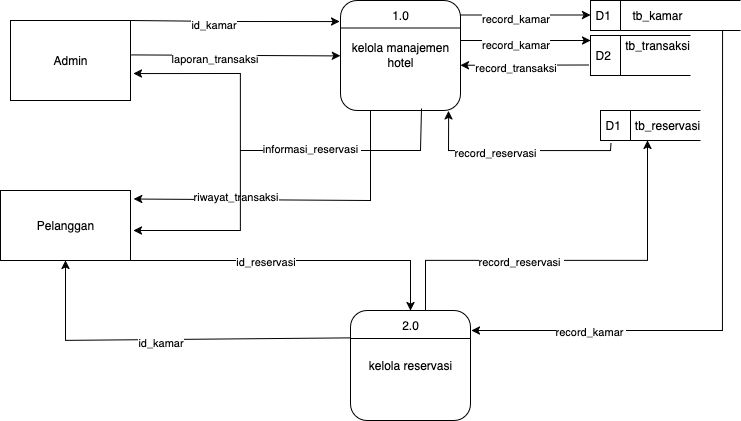 1.0
id_kamar
record_kamar
D1 tb_kamar
Admin
kelola manajemen
hotel
record_kamar
tb_transaksi
laporan_transaksi
D2
record_transaksi
D1 tb_reservasi
informasi_reservasi
record_reservasi
riwayat_transaksi
Pelanggan
id_reservasi
record_reservasi
2.0
record_kamar
id_kamar
kelola reservasi